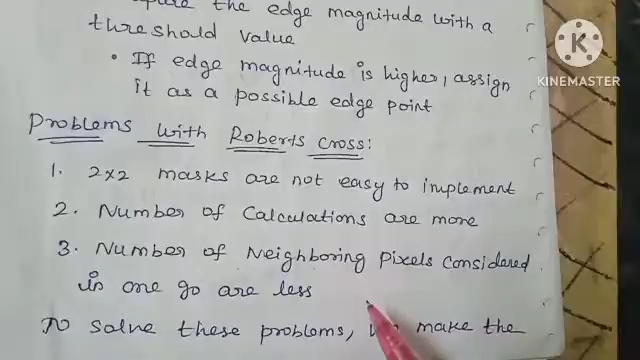 the edge magnitude with a
threshold value
• If edge magnitude is higher, assign
it as a possible edge point
Problems with Roberts Cross:
1. 2x2 masks are not easy to implement
2. Number of Calculations are more
3. Number of Neighboring Pixels Considered
in one go are less
To solve these problems, we make the
K
KINEMASTER